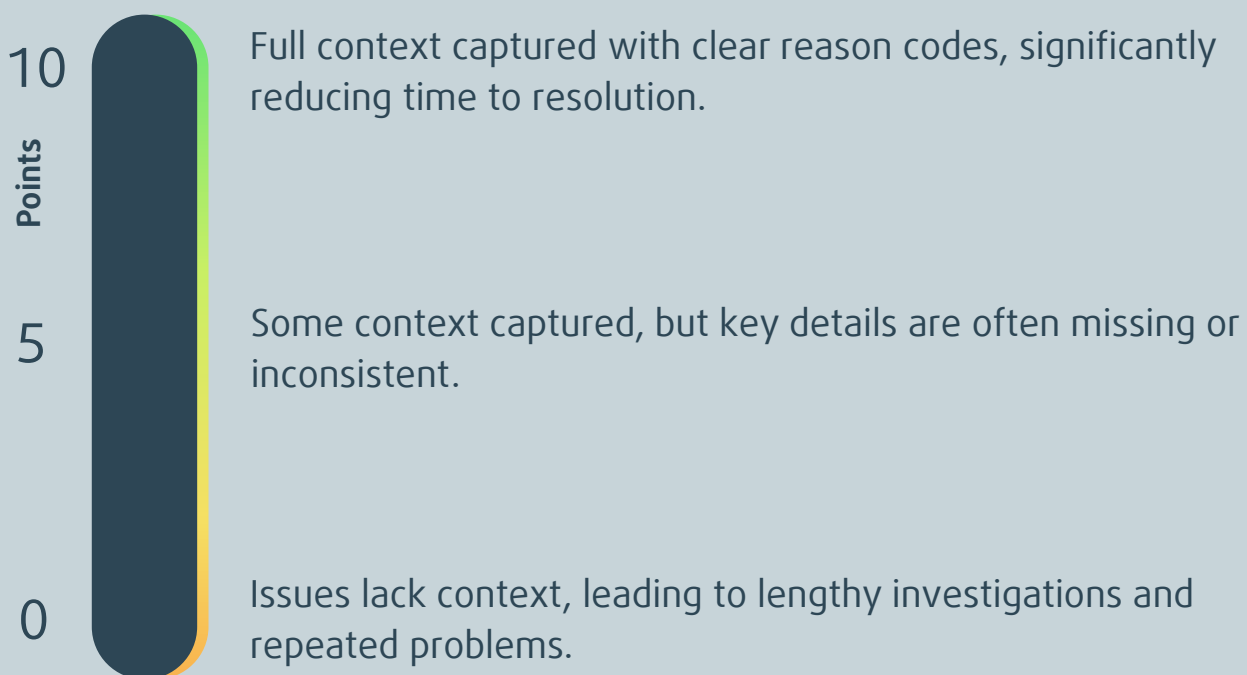 10
Full context captured with clear reason codes, significantly
reducing time to resolution.
Points
5
Some context captured, but key details are often missing or
inconsistent.
0
Issues lack context, leading to lengthy investigations and
repeated problems.